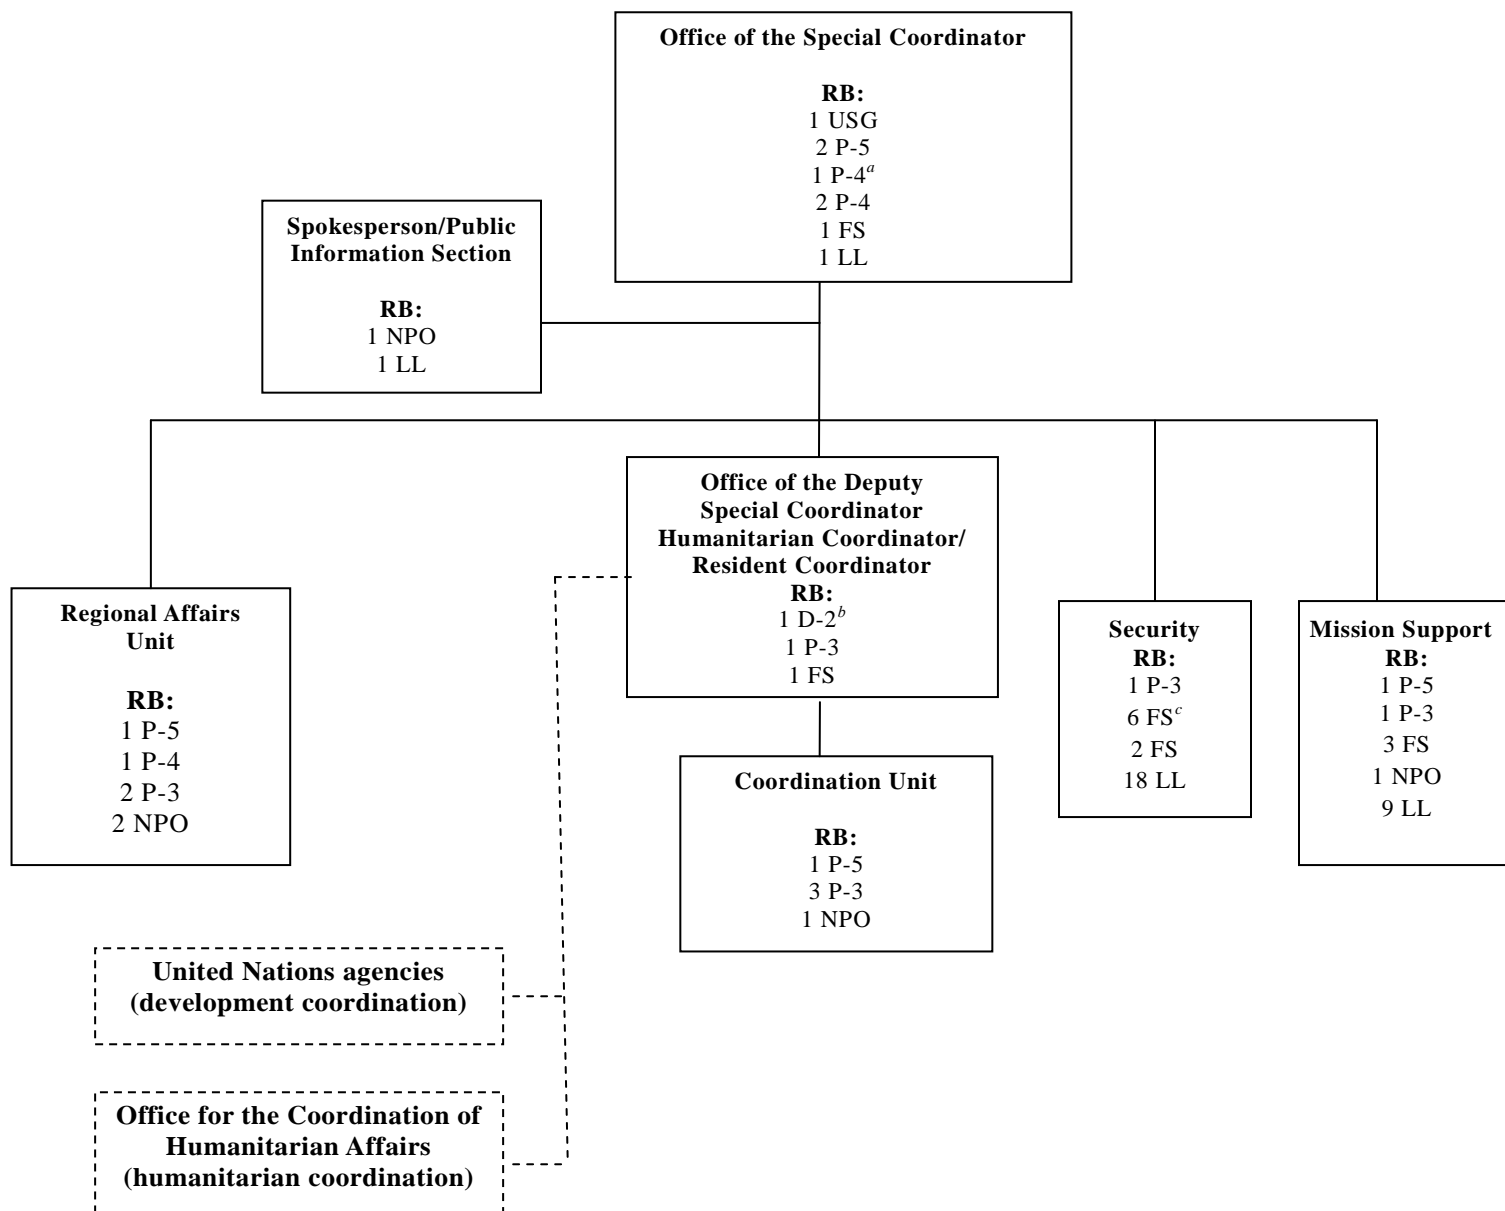 Office of the Special Coordinator
RB:
1 USG
2 P-5
1 P-4a
2 P-4
1 FS
1 LL
Spokesperson/Public
Information Section
RB:
1 NPO
1 LL
Office of the Deputy
Special Coordinator
Humanitarian Coordinator/
Resident Coordinator
RB:
1 D-2b
1 P-3
1 FS
Regional Affairs
Unit
RB:
1 P-5
1 P-4
2 P-3
2 NPO
Security
RB:
1 P-3
6 FSc
2 FS
18 LL
Mission Support
RB:
1 P-5
1 P-3
3 FS
1 NPO
9 LL
Coordination Unit
RB:
1 P-5
3 P-3
1 NPO
United Nations agencies
(development coordination)
Office for the Coordination of
Humanitarian Affairs
(humanitarian coordination)